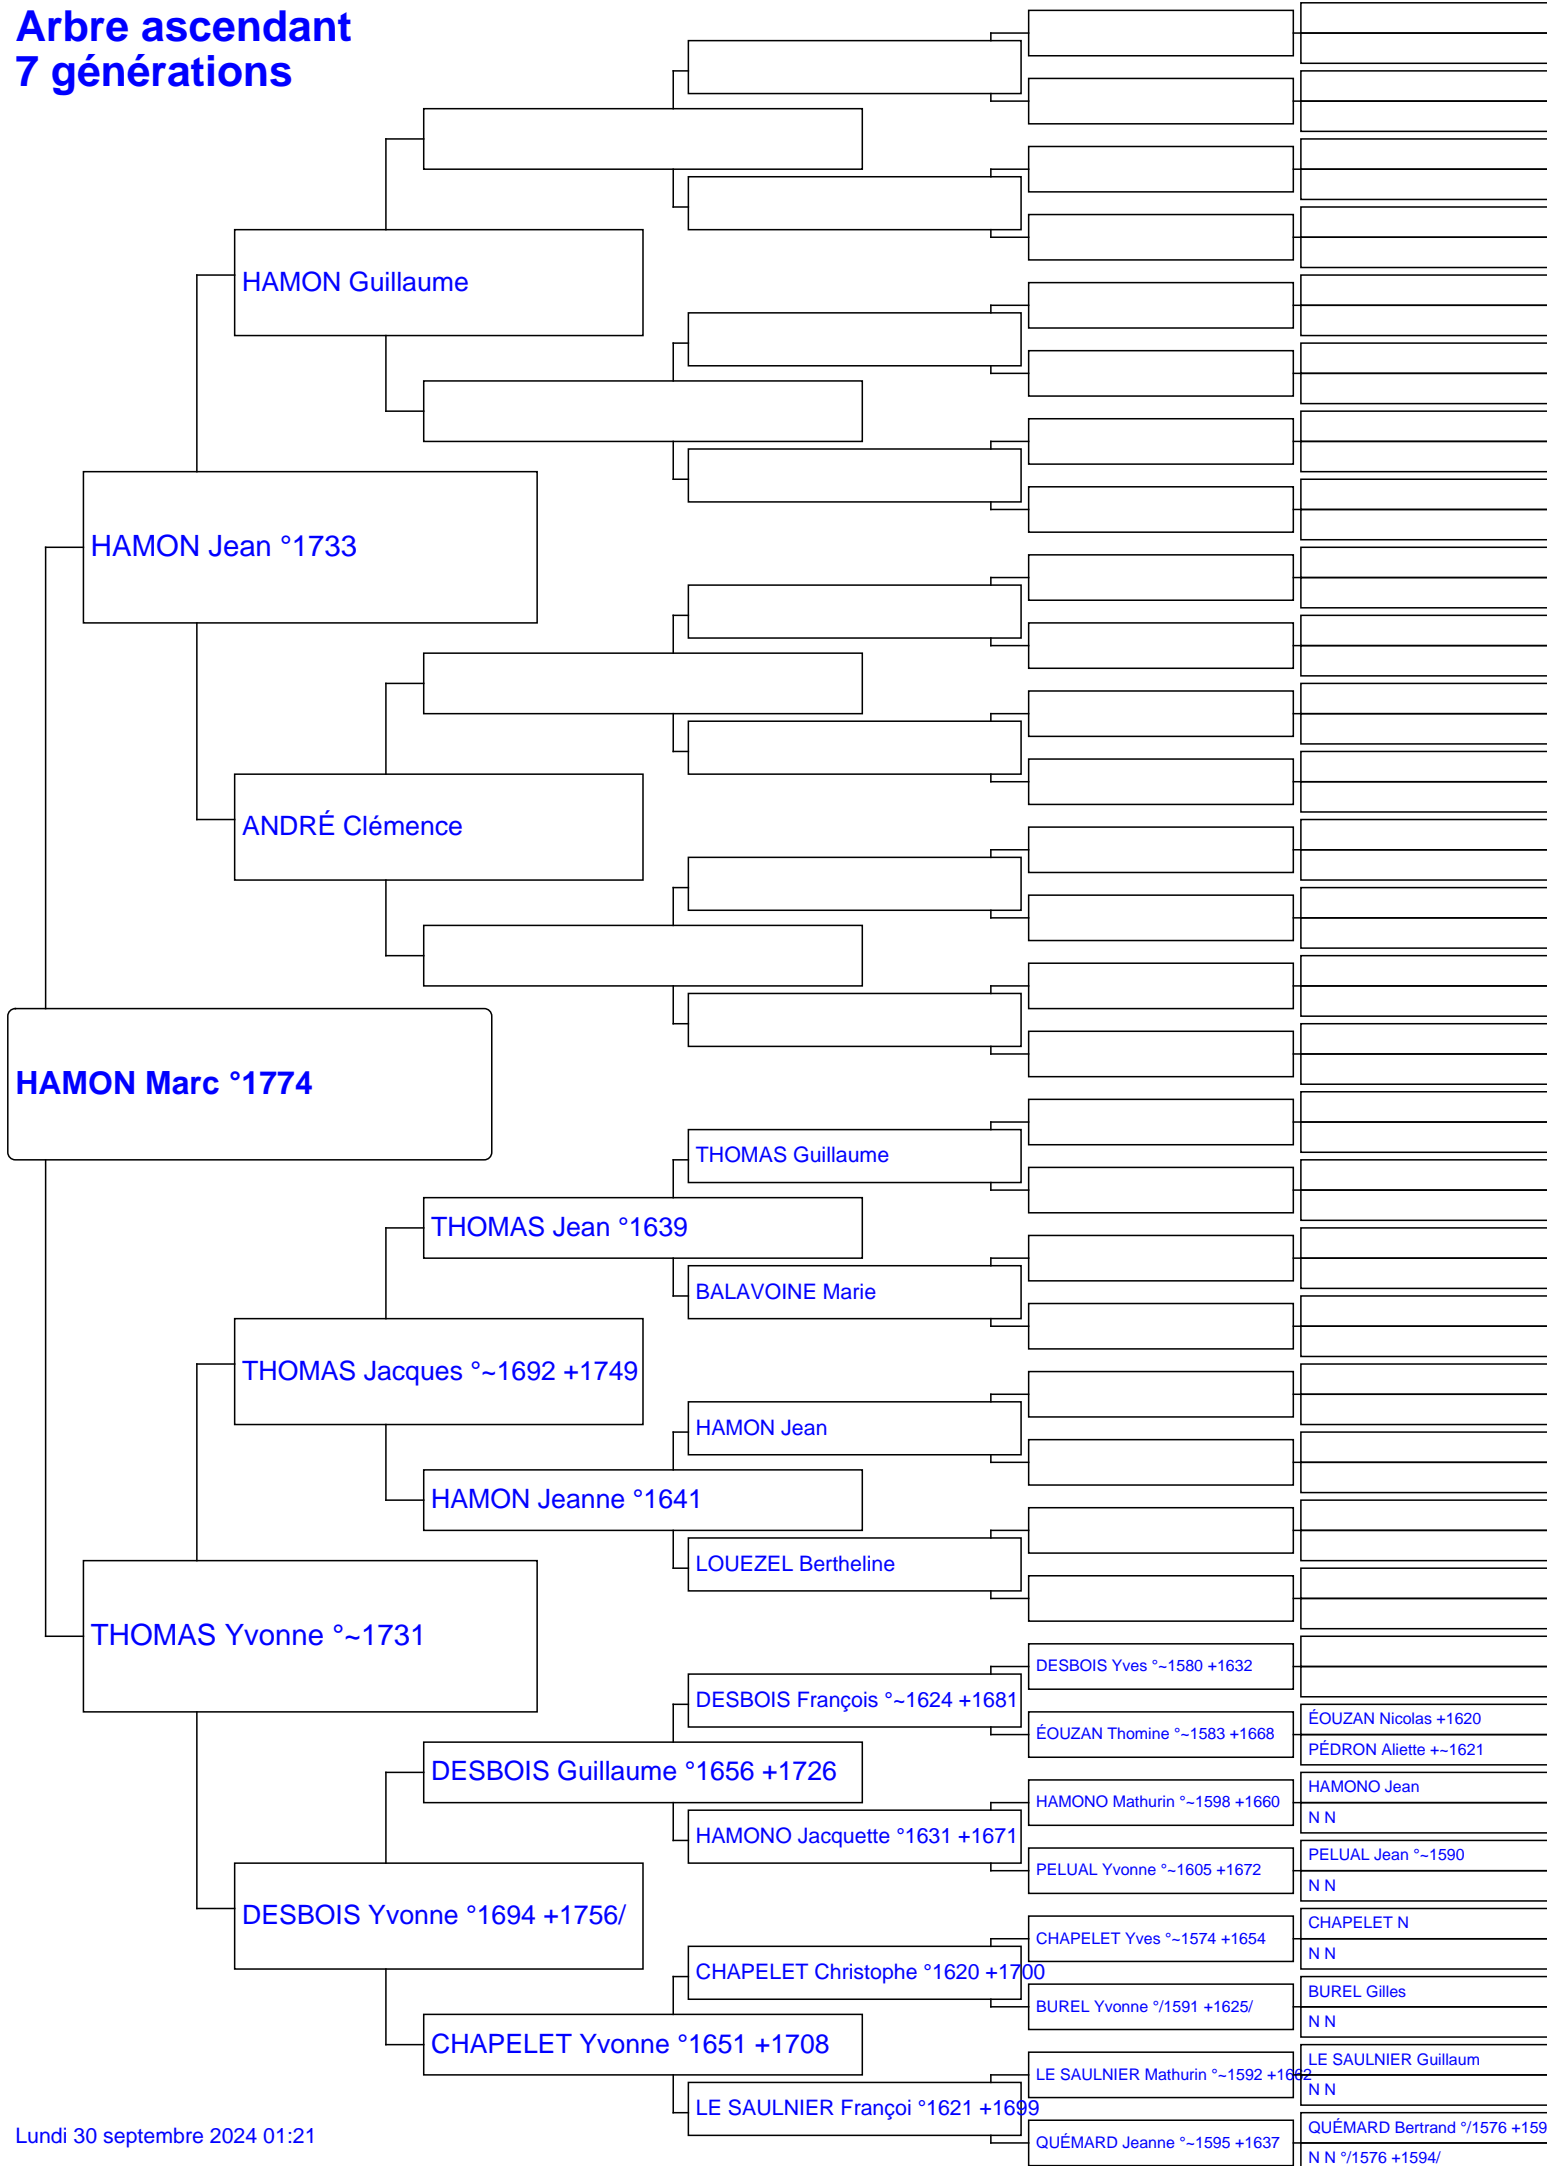 Arbre ascendant
7 générations
HAMON Guillaume
HAMON Jean °1733
ANDRÉ Clémence
HAMON Marc °1774
THOMAS Guillaume
THOMAS Jean °1639
BALAVOINE Marie
THOMAS Jacques °~1692 +1749
HAMON Jean
HAMON Jeanne °1641
LOUEZEL Bertheline
THOMAS Yvonne °~1731
DESBOIS Yves °~1580 +1632
DESBOIS François °~1624 +1681
ÉOUZAN Nicolas +1620
ÉOUZAN Thomine °~1583 +1668
PÉDRON Aliette +~1621
DESBOIS Guillaume °1656 +1726
HAMONO Jean
HAMONO Mathurin °~1598 +1660
N N
HAMONO Jacquette °1631 +1671
PELUAL Jean °~1590
PELUAL Yvonne °~1605 +1672
N N
DESBOIS Yvonne °1694 +1756/
CHAPELET N
CHAPELET Yves °~1574 +1654
N N
CHAPELET Christophe °1620 +1700
BUREL Gilles
BUREL Yvonne °/1591 +1625/
N N
CHAPELET Yvonne °1651 +1708
LE SAULNIER Guillaum
LE SAULNIER Mathurin °~1592 +1662
N N
LE SAULNIER Françoi °1621 +1699
QUÉMARD Bertrand °/1576 +159
QUÉMARD Jeanne °~1595 +1637
N N °/1576 +1594/
Lundi 30 septembre 2024 01:21